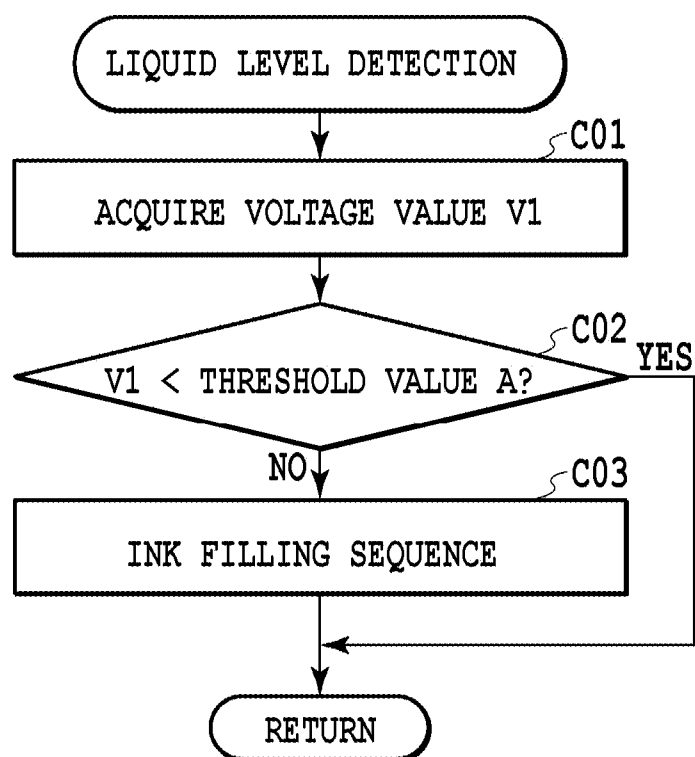 LIQUID LEVEL DETECTION
C01
ACQUIRE VOLTAGE VALUE V1
C02
V1 < THRESHOLD VALUE A?
YES
NO
C03
INK FILLING SEQUENCE
RETURN